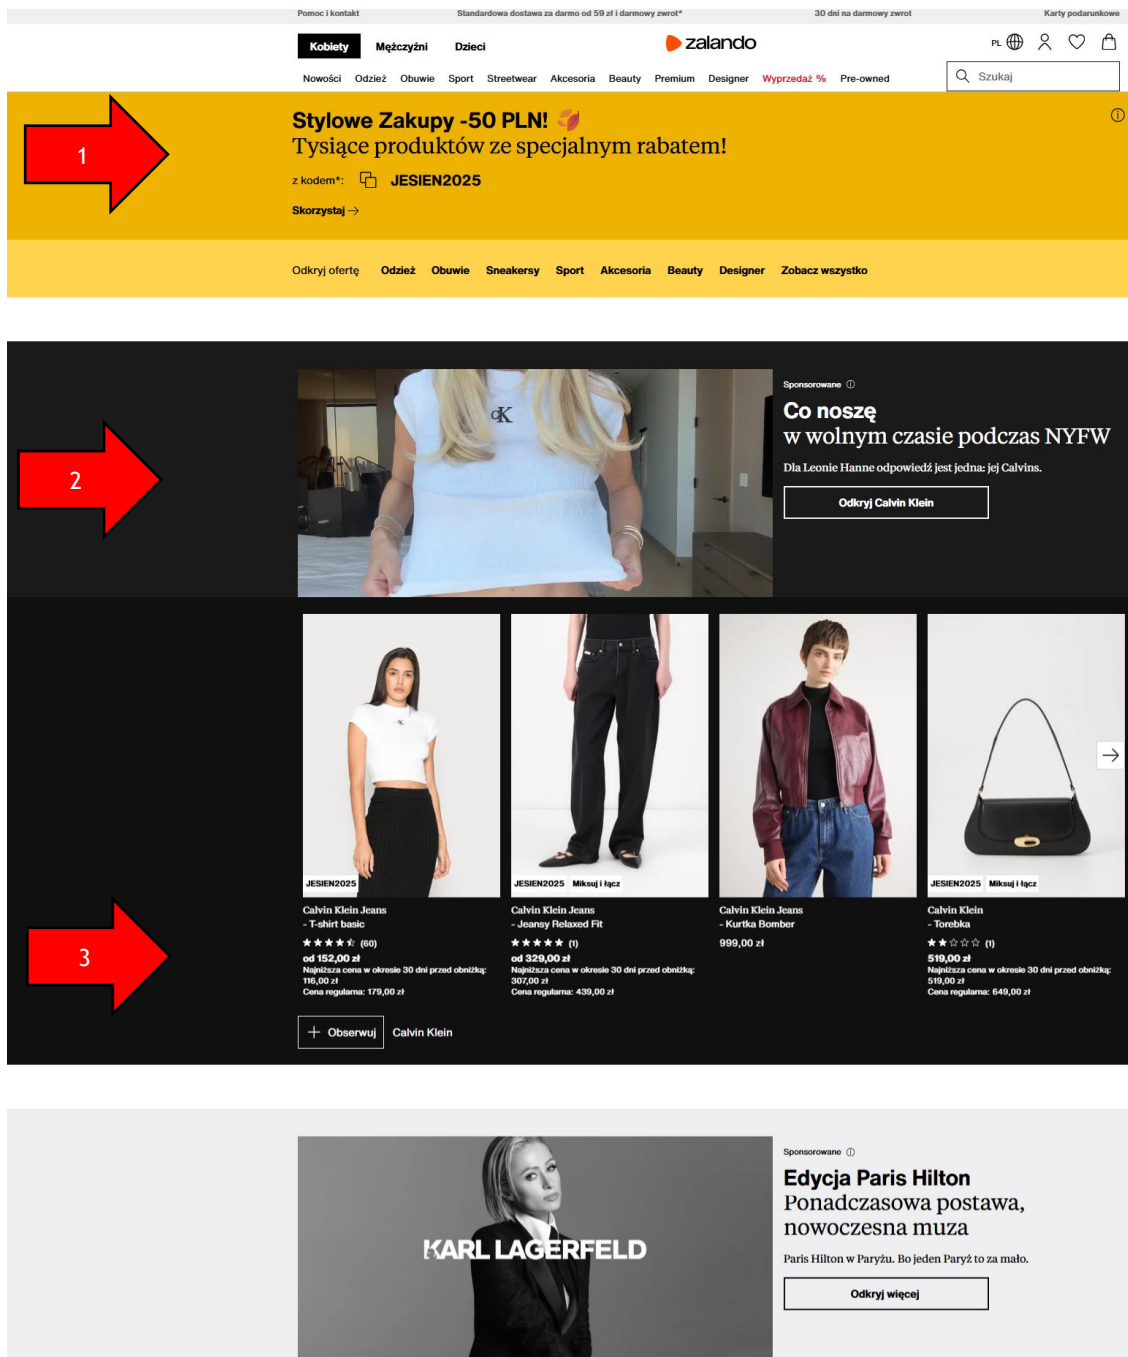 Pomoc i kontakt
Standardowa dostawa za darmo od 59 zł i darmowy zwrot*
30 dni na darmowy zwrot
Karty podarunkowe
Kobiety
Mężczyźni
Dzieci
zalando
PL
Nowości Odzież Obuwie Sport Streetwear Akcesoria Beauty Premium Designer Wyprzedaż % Pre-owned
Szukaj
1
Stylowe Zakupy -50 PLN!
Tysiące produktów ze specjalnym rabatem!
z kodem*: JESIEN2025
Skorzystaj →
Odkryj ofertę Odzież Obuwie Sneakersy Sport Akcesoria Beauty Designer Zobacz wszystko
2
CK
Sponsorowane
Co noszę
w wolnym czasie podczas NYFW
Dla Leonie Hanne odpowiedź jest jedna: jej Calvins.
Odkryj Calvin Klein
3
JESIEN2025
Calvin Klein Jeans
- T-shirt basic
(60)
od 152,00 zł
Najniższa cena w okresie 30 dni przed obniżką:
116,00 zł
Cena regularna: 179,00 zł
JESIEN2025 Miksuj i łącz
Calvin Klein Jeans
- Jeansy Relaxed Fit
(1)
od 329,00 zł
Najniższa cena w okresie 30 dni przed obniżką:
307,00 zł
Cena regularna: 439,00 zł
Calvin Klein Jeans
- Kurtka Bomber
999,00 zł
JESIEN2025 Miksuj i łącz
Calvin Klein
- Torebka
(1)
519,00 zł
Najniższa cena w okresie 30 dni przed obniżką:
519,00 zł
Cena regularna: 649,00 zł
+ Obserwuj
Calvin Klein
KARL LAGERFELD
Sponsorowane
Edycja Paris Hilton
Ponadczasowa postawa,
nowoczesna muza
Paris Hilton w Paryżu. Bo jeden Paryż to za mało.
Odkryj więcej